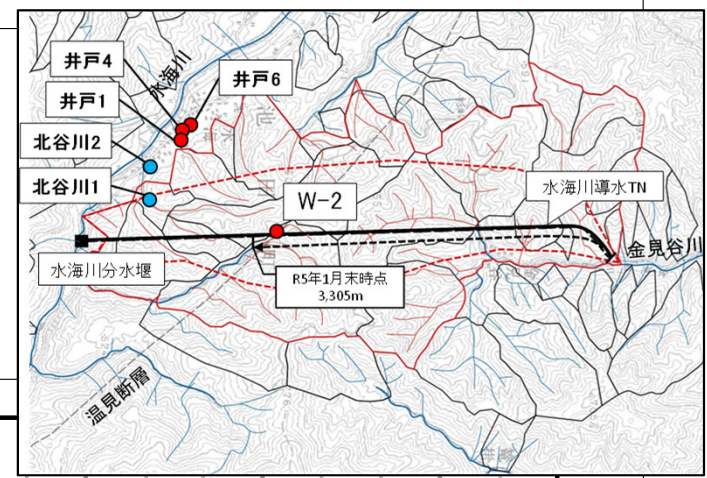 井戸4
水海川
井戸6
井戸1
北谷川2
北谷川1
W-2
水海川導水TN
金見谷川
水海川分水堰
R5年1月末時点
3,305m
温見断層